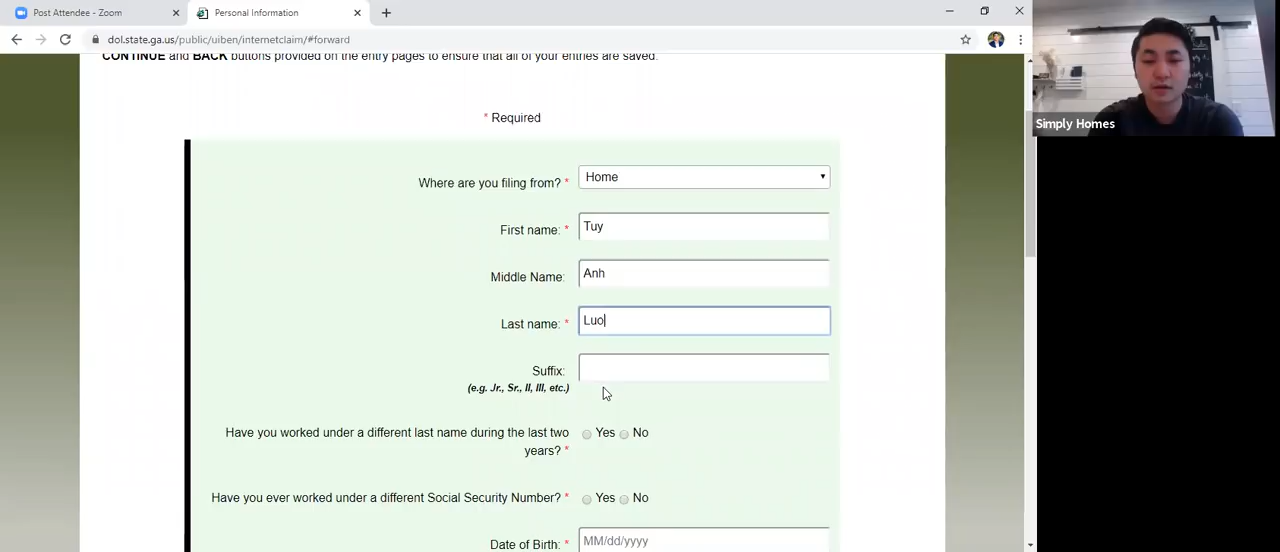 Post Attendee - Zoom
Personal Information
dol.state.ga.us/public/uiben/internetclaim/#forward
CONTINUE and BACK buttons provided on the entry pages to ensure that all of your entries are saved.
* Required
Where are you filing from? * Home
First name: * Tuy
Middle Name: Anh
Last name: * Luo
Suffix:
(e.g. Jr., Sr., II, III, etc.)
Have you worked under a different last name during the last two
years? * Yes No
Have you ever worked under a different Social Security Number? * Yes No
Date of Birth: * MM/dd/yyyy
Simply Homes